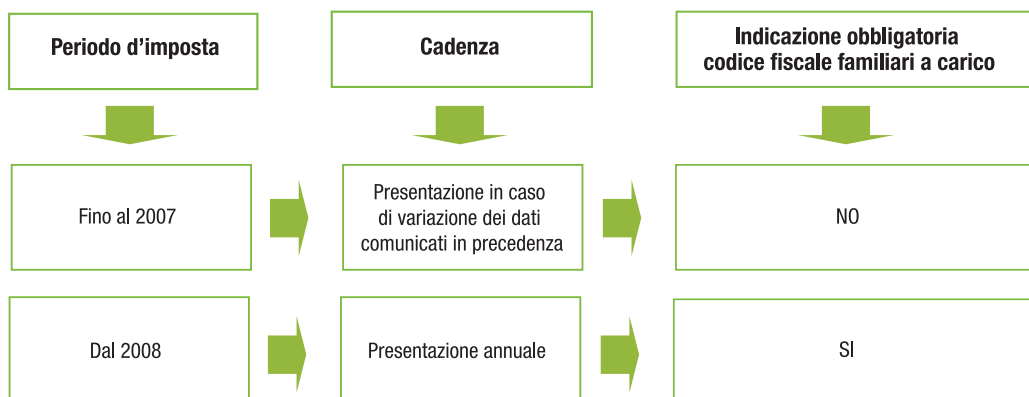 Periodo d'imposta
Cadenza
Indicazione obbligatoria
codice fiscale familiari a carico
Fino al 2007
Presentazione in caso
di variazione dei dati
comunicati in precedenza
NO
Dal 2008
Presentazione annuale
SI